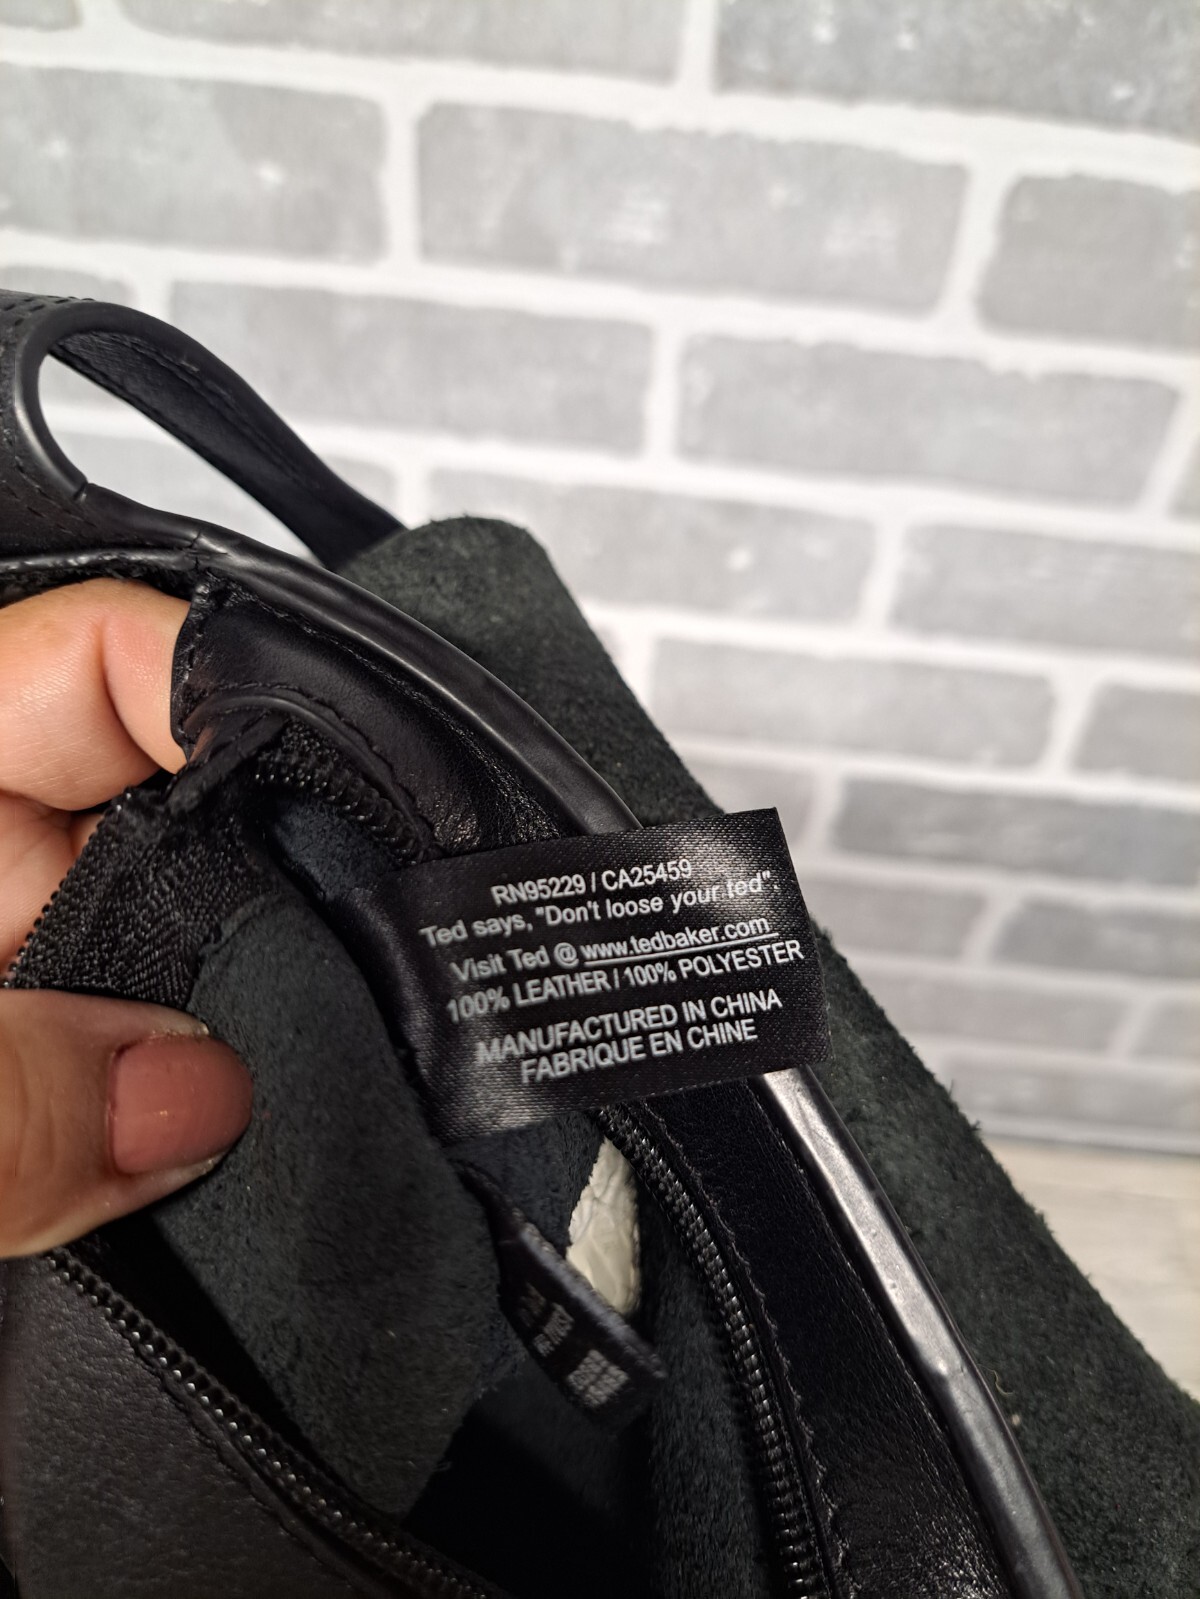 RN95229 / CA25459
Ted says, "Don't loose your ted".
Visit Ted @ www.tedbaker.com
100% LEATHER / 100% POLYESTER
MANUFACTURED IN CHINA
FABRIQUE EN CHINE